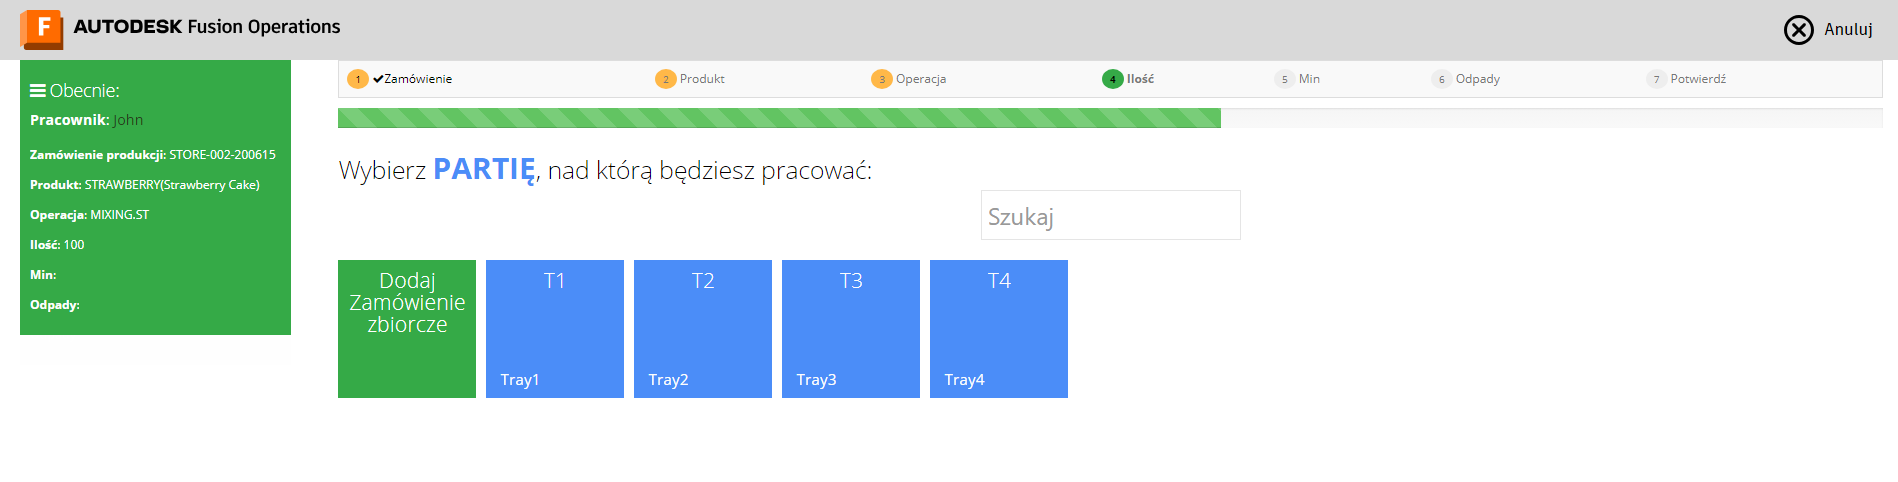 F AUTODESK Fusion Operations
Anuluj
Obecnie:
Pracownik: John
Zamówienie produkcji: STORE-002-200615
Produkt: STRAWBERRY(Strawberry Cake)
Operacja: MIXING.ST
Ilość: 100
Min:
Odpady:
1 Zamówienie 2 Produkt 3 Operacja 4 Ilość 5 Min 6 Odpady 7 Potwierdź
Wybierz PARTIĘ, nad którą będziesz pracować:
Szukaj
Dodaj
Zamówienie
zbiorcze
T1
Tray1
T2
Tray2
T3
Tray3
T4
Tray4